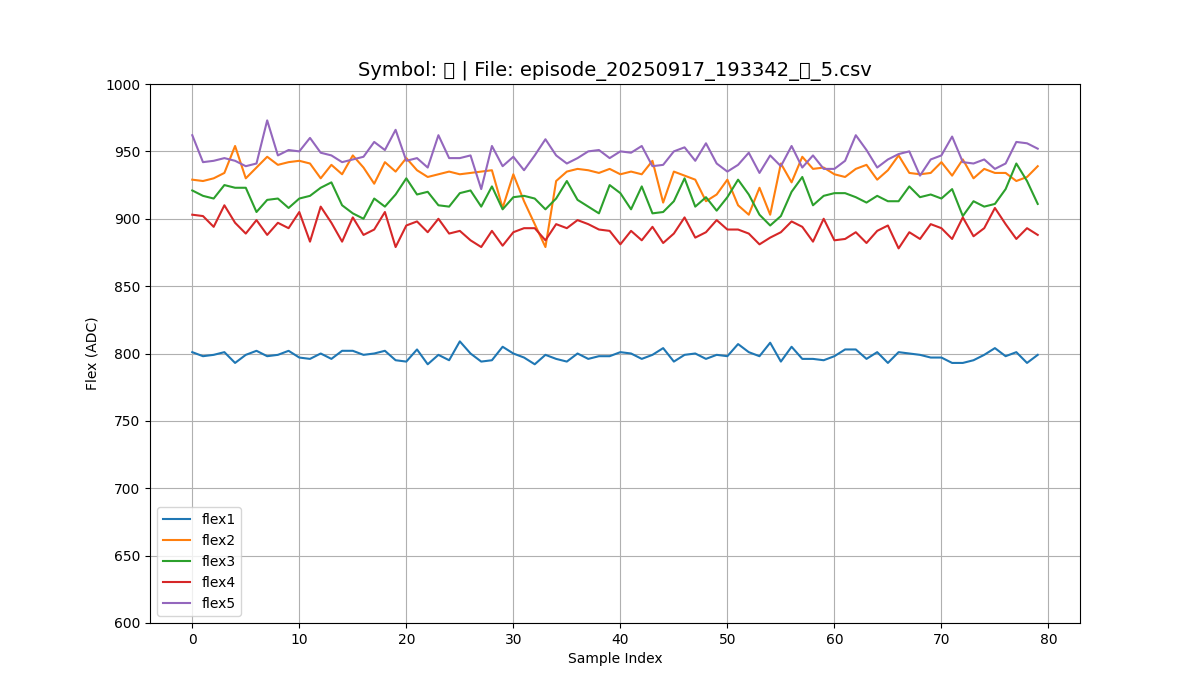 Symbol: | File: episode_20250917_193342_ _5.csv
1000
950
900
850
800
750
700
650
600
Flex (ADC)
flex1
flex2
flex3
flex4
flex5
0 10 20 30 40 50 60 70 80
Sample Index